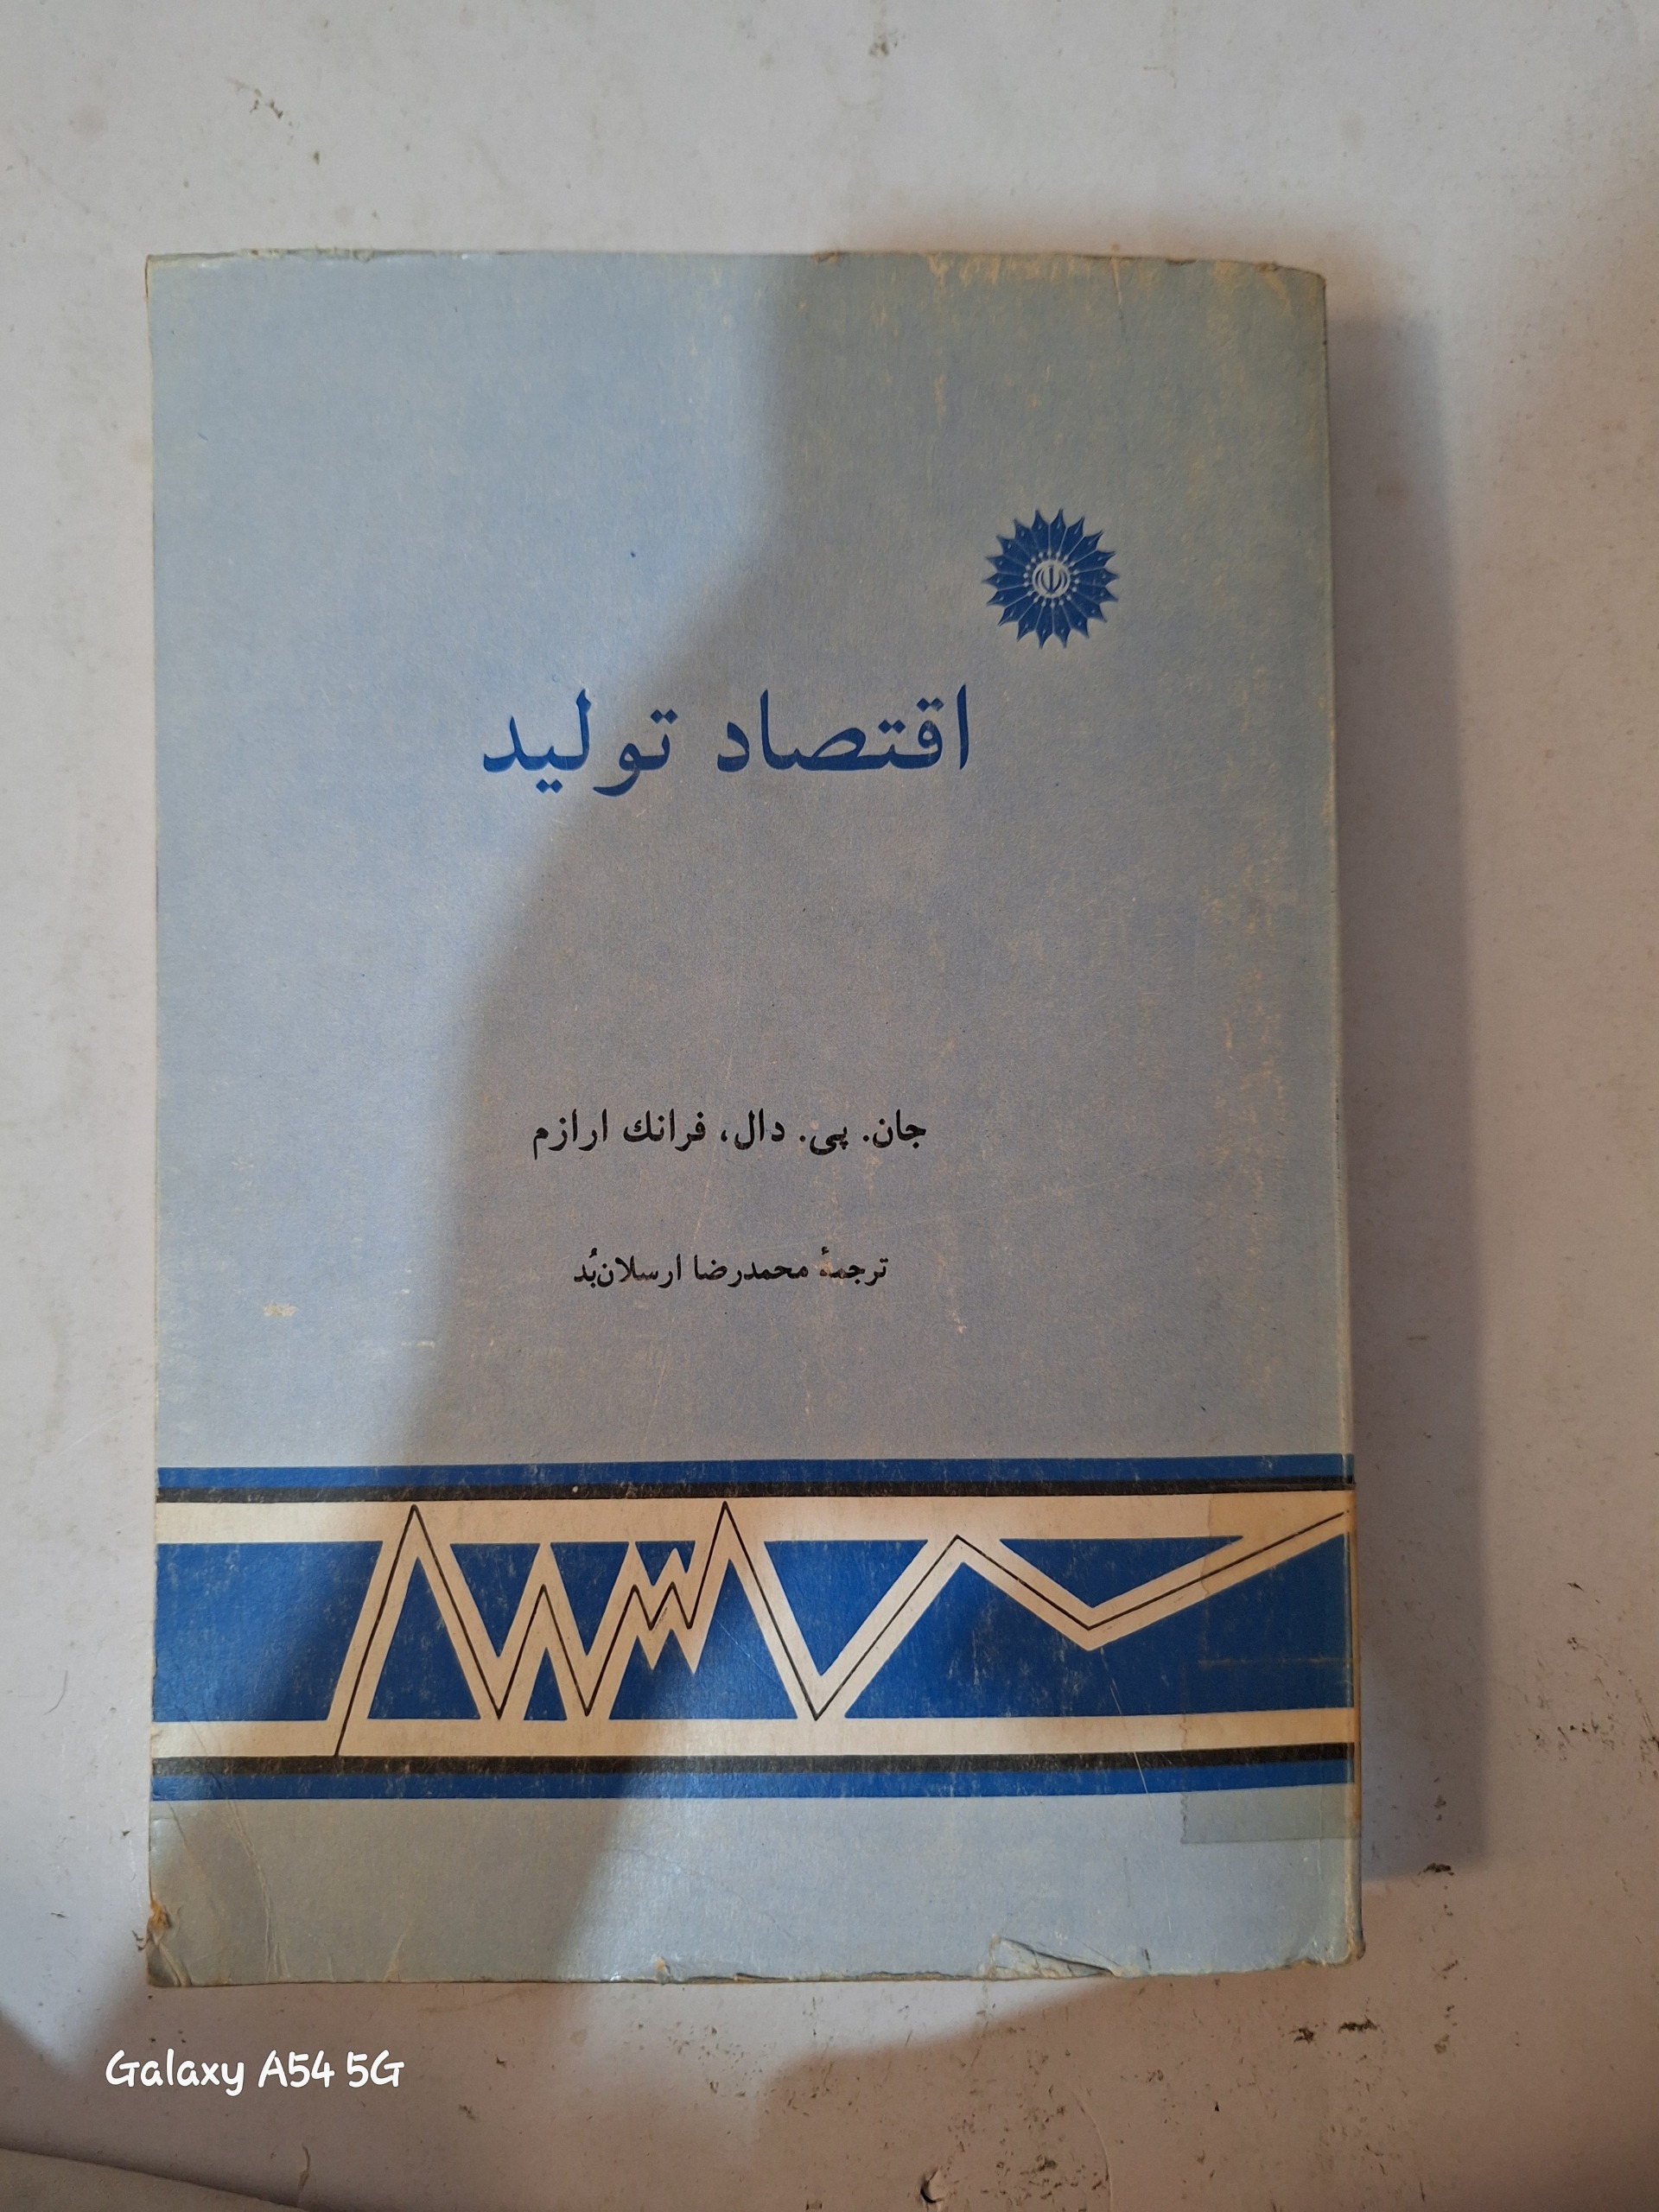 اقتصاد تولید
جان. پی. دال، فرانك ارازم
ترجمهٔ محمدرضا ارسلان‌بُد
Galaxy A54 5G